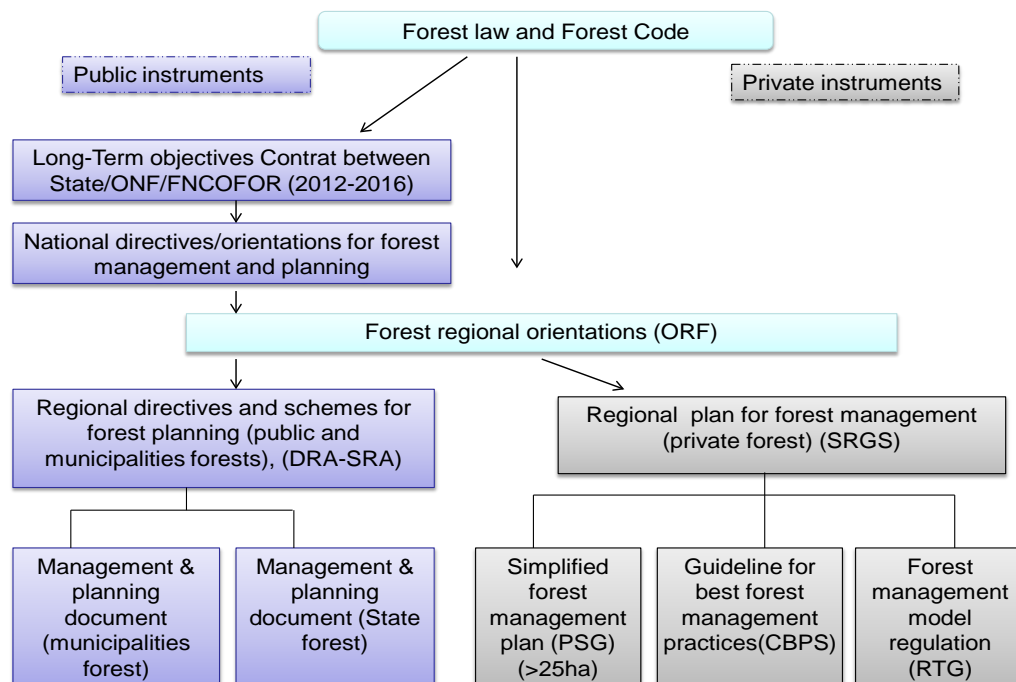 Forest law and Forest Code
Public instruments
Private instruments
Long-Term objectives Contrat between
State/ONF/FNCOFOR (2012-2016)
National directives/orientations for forest
management and planning
Forest regional orientations (ORF)
Regional directives and schemes for
forest planning (public and
municipalities forests), (DRA-SRA)
Regional plan for forest management
(private forest) (SRGS)
Management &
planning
document
(municipalities
forest)
Management &
planning
document (State
forest)
Simplified
forest
management
plan (PSG)
(>25ha)
Guideline for
best forest
management
practices(CBPS)
Forest
management
model
regulation
(RTG)